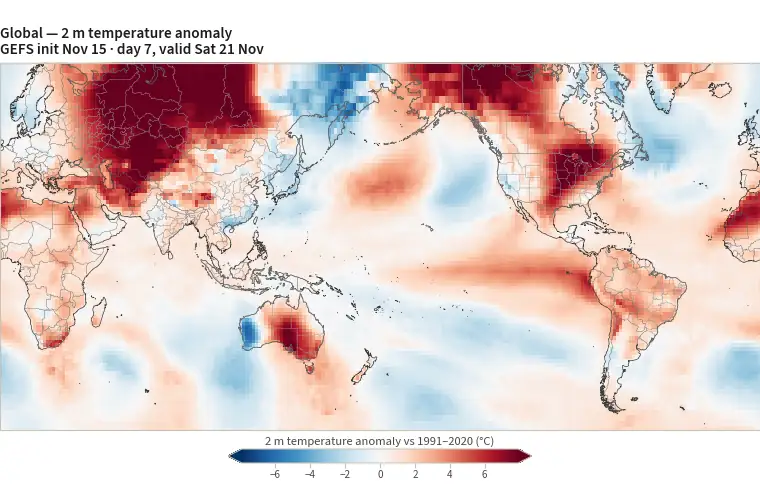 Global — 2 m temperature anomaly
GEFS init Nov 15 · day 7, valid Sat 21 Nov
2 m temperature anomaly vs 1991–2020 (°C)
−6 −4 −2 0 2 4 6